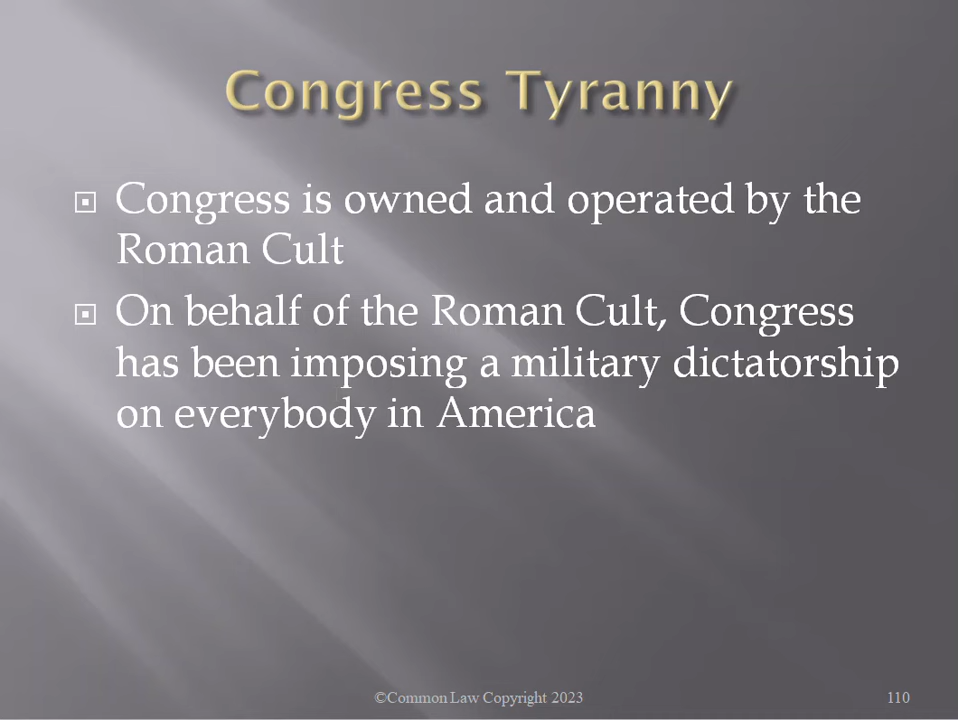 Congress Tyranny
Congress is owned and operated by the
Roman Cult
On behalf of the Roman Cult, Congress
has been imposing a military dictatorship
on everybody in America
©Common Law Copyright 2023
110